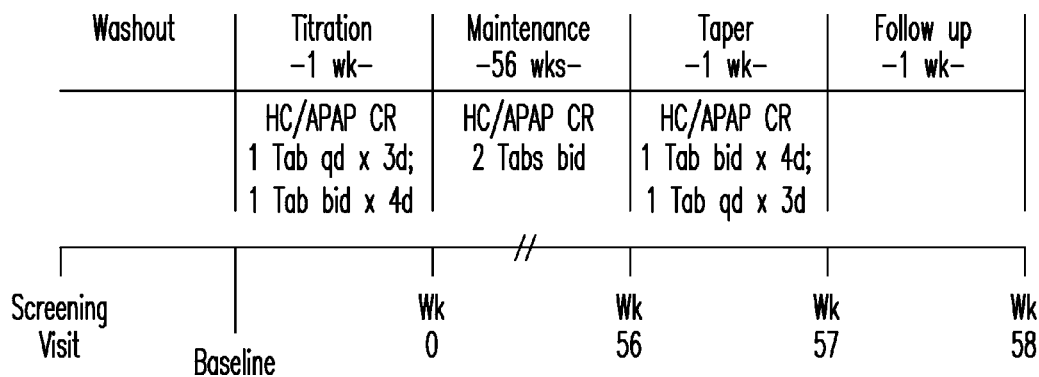 Washout
Titration
-1 wk-
Maintenance
-56 wks-
Taper
-1 wk-
Follow up
-1 wk-
HC/APAP CR
1 Tab qd x 3d;
1 Tab bid x 4d
HC/APAP CR
2 Tabs bid
HC/APAP CR
1 Tab bid x 4d;
1 Tab qd x 3d
Screening
Visit
Baseline
Wk
0
Wk
56
Wk
57
Wk
58